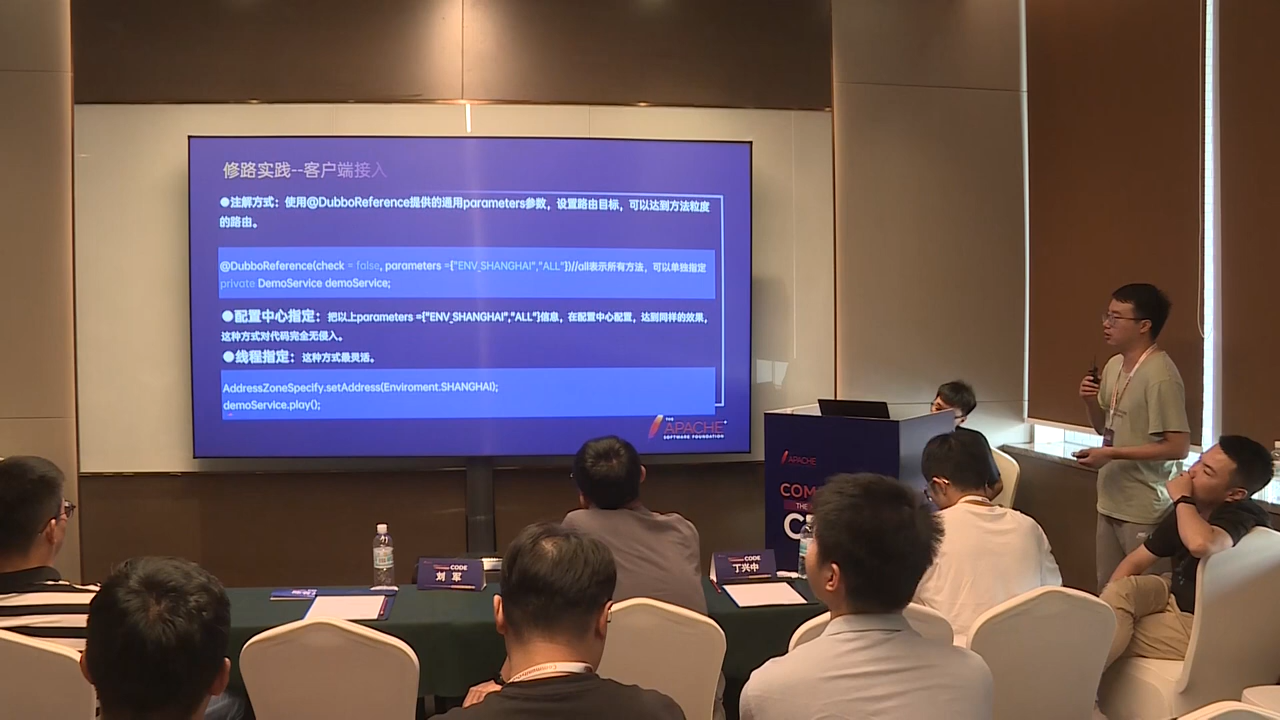 修路实践--客户端接入
●注解方式：使用@DubboReference提供的通用parameters参数，设置路由目标，可以达到方法粒度
的路由。
@DubboReference(check = false, parameters ={"ENV_SHANGHAI","ALL"})//all表示所有方法，可以单独指定
private DemoService demoService;
●配置中心指定：把以上parameters ={"ENV_SHANGHAI","ALL"}信息，在配置中心配置，达到同样的效果，
这种方式对代码完全无侵入。
●线程指定：这种方式最灵活。
AddressZoneSpecify.setAddress(Enviroment.SHANGHAI);
demoService.play();
THE
APACHE
SOFTWARE FOUNDATION
APACHE
COM
THE
C
CODE
刘 军
CODE
丁兴中